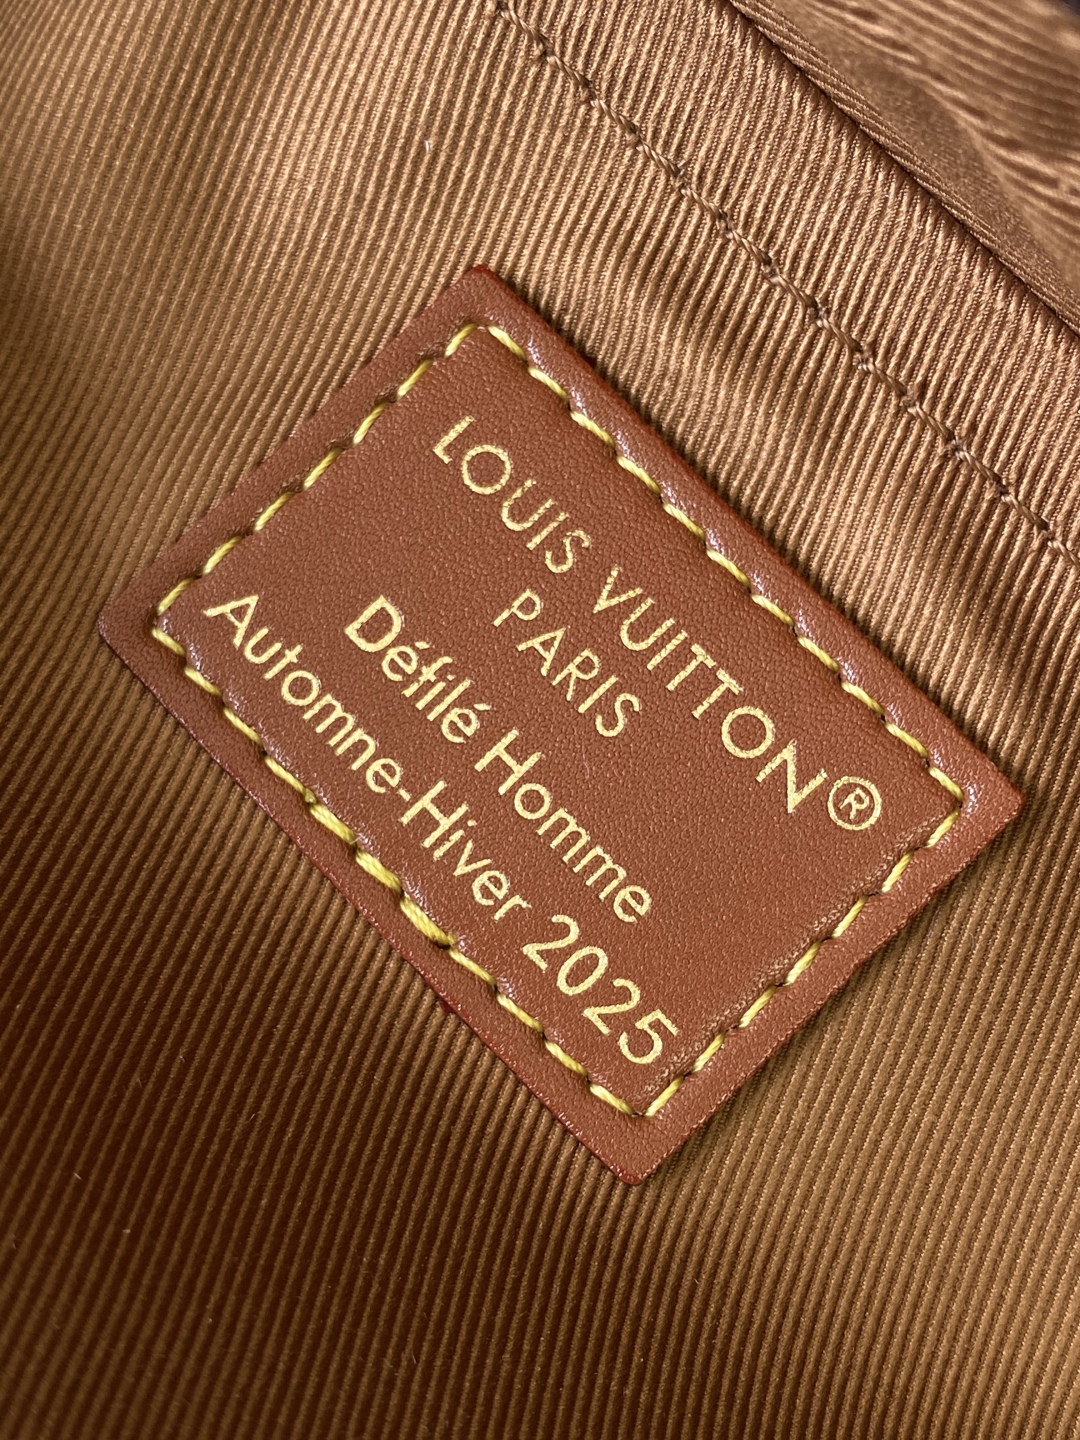 LOUIS VUITTON®
PARIS
Défilé Homme
Automne-Hiver 2025